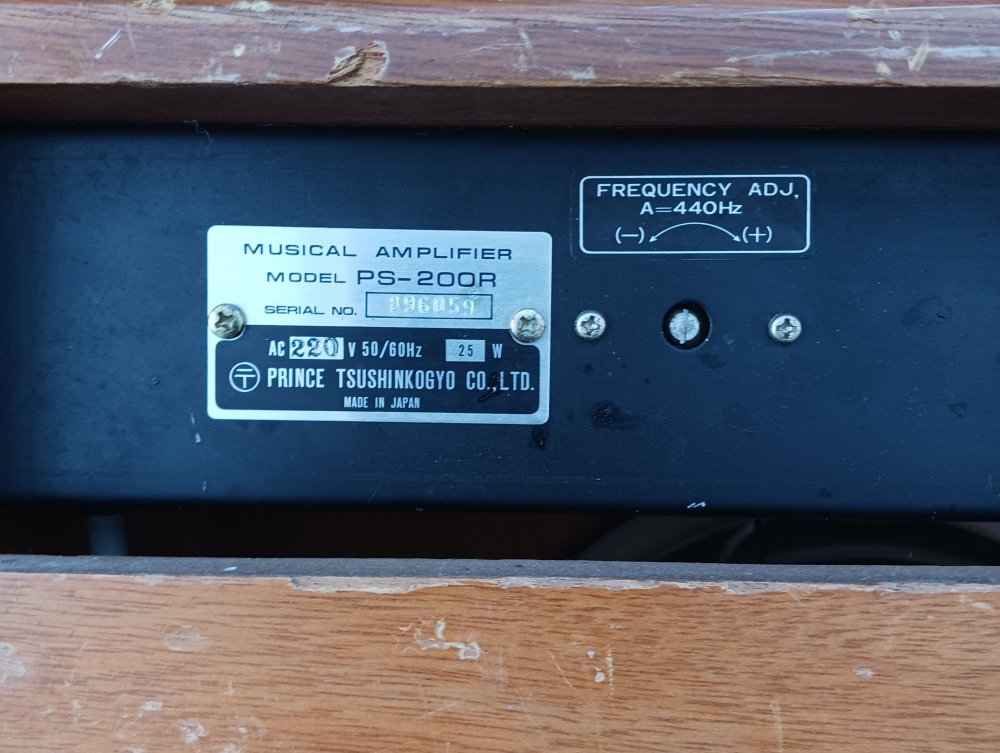 FREQUENCY ADJ,
A=440Hz
(−) (+)
MUSICAL AMPLIFIER
MODEL PS-200R
SERIAL NO. 896059
AC 220 V 50/60Hz 25 W
PRINCE TSUSHINKOGYO CO.,LTD.
MADE IN JAPAN